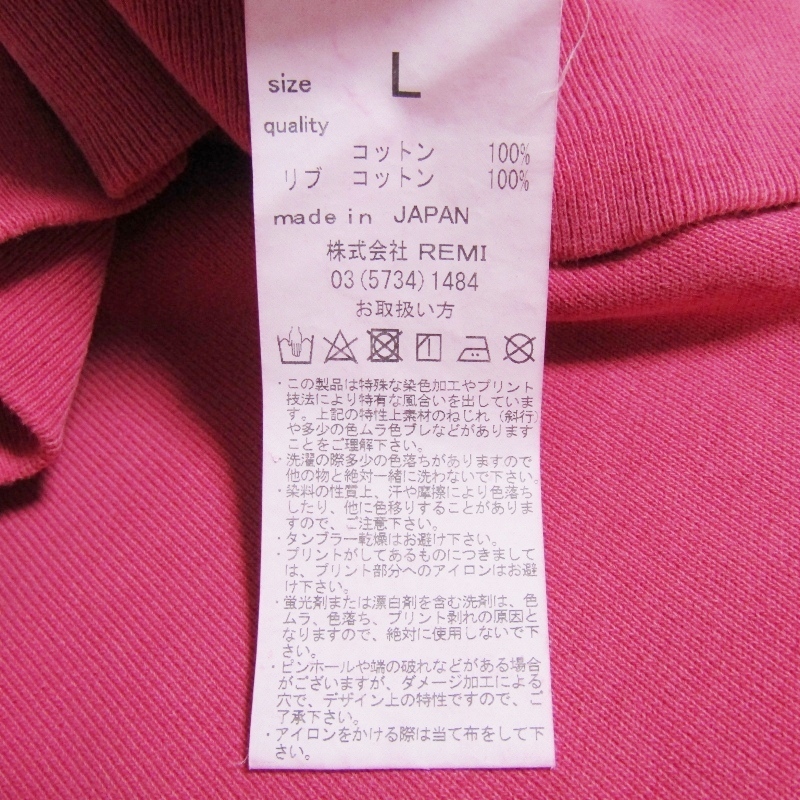 size L
quality
コットン 100%
リブ コットン 100%
made in JAPAN
株式会社 REMI
03(5734)1484
お取扱い方
・この製品は特殊な染色加工やプリント
技法により特有な風合いを出していま
す。上記の特性上素材のねじれ（斜行）
や多少の色ムラ色ブレなどがあります
ことをご理解下さい。
・洗濯の際多少の色落ちがありますので
他の物と絶対一緒に洗わないで下さい。
・染料の性質上、汗や摩擦により色落ち
したり、他に色移りすることがありま
すので、ご注意下さい。
・タンブラー乾燥はお避け下さい。
・プリントがしてあるものにつきまして
は、プリント部分へのアイロンはお避
け下さい。
・蛍光剤または漂白剤を含む洗剤は、色
ムラ、色落ち、プリント剥れの原因と
なりますので、絶対に使用しないで下
さい。
・ピンホールや端の破れなどがある場合
がございますが、ダメージ加工による
穴で、デザイン上の特性ですので、ご
了承下さい。
・アイロンをかける際は当て布をして下
さい。